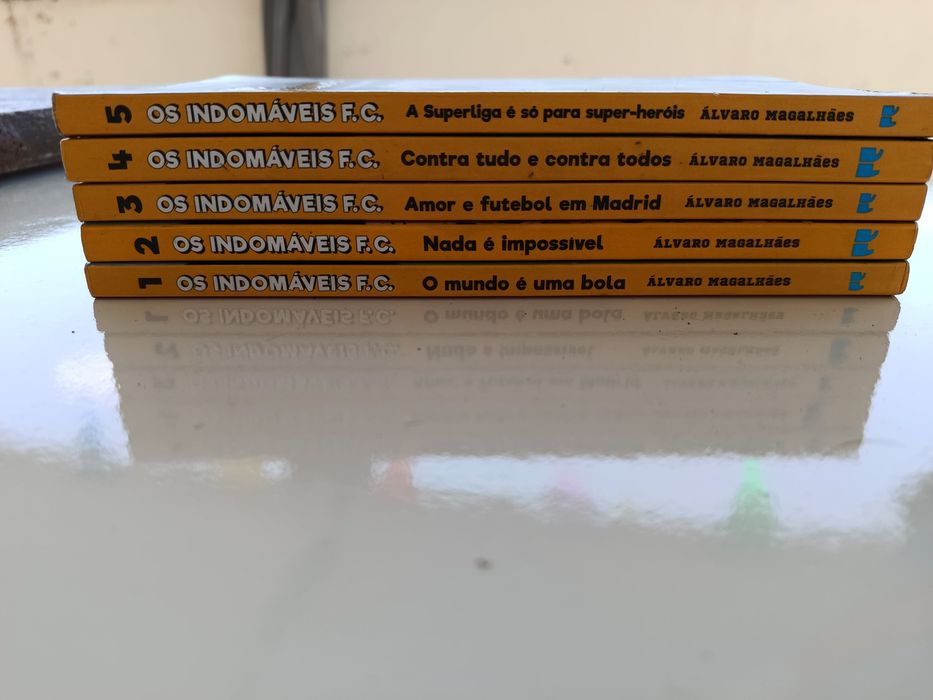 5 OS INDOMÁVEIS F.C. A Superliga é só para super-heróis ÁLVARO MAGALHÃES
4 OS INDOMÁVEIS F.C. Contra tudo e contra todos ÁLVARO MAGALHÃES
3 OS INDOMÁVEIS F.C. Amor e futebol em Madrid ÁLVARO MAGALHÃES
2 OS INDOMÁVEIS F.C. Nada é impossível ÁLVARO MAGALHÃES
1 OS INDOMÁVEIS F.C. O mundo é uma bola ÁLVARO MAGALHÃES